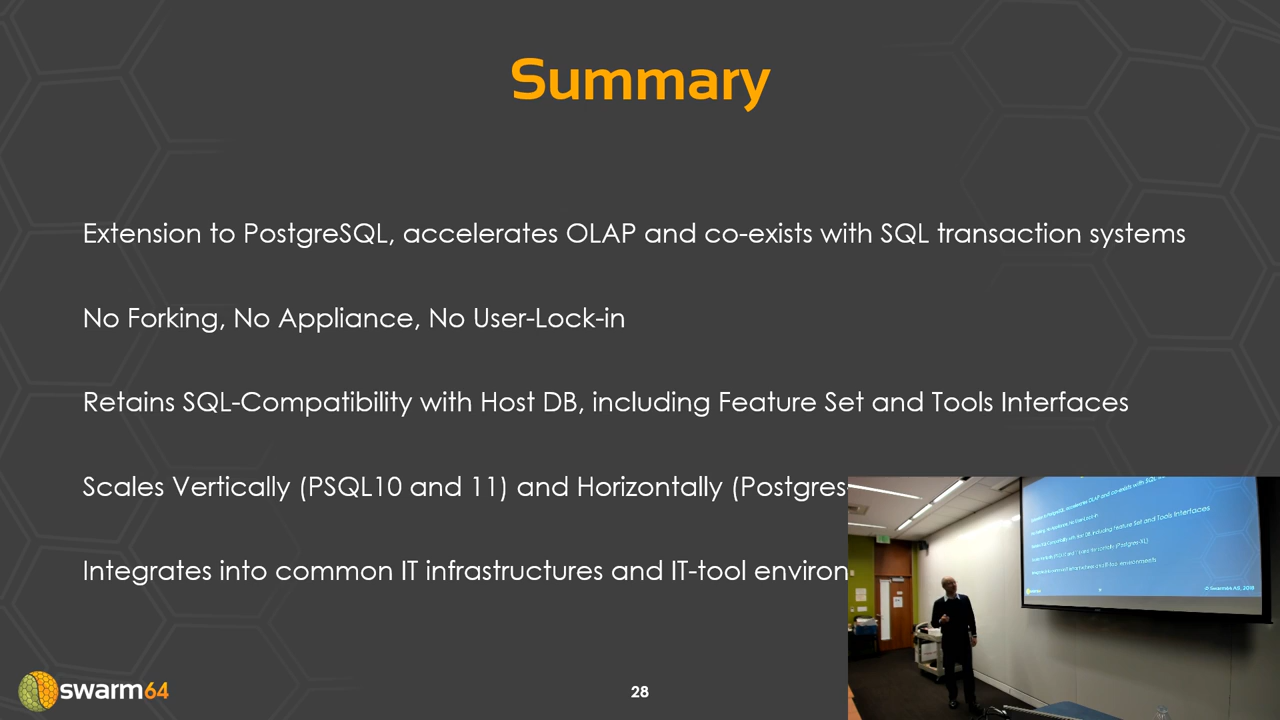 Summary
Extension to PostgreSQL, accelerates OLAP and co-exists with SQL transaction systems
No Forking, No Appliance, No User-Lock-in
Retains SQL-Compatibility with Host DB, including Feature Set and Tools Interfaces
Scales Vertically (PSQL10 and 11) and Horizontally (Postgres
Integrates into common IT infrastructures and IT-tool environ
swarm64
28